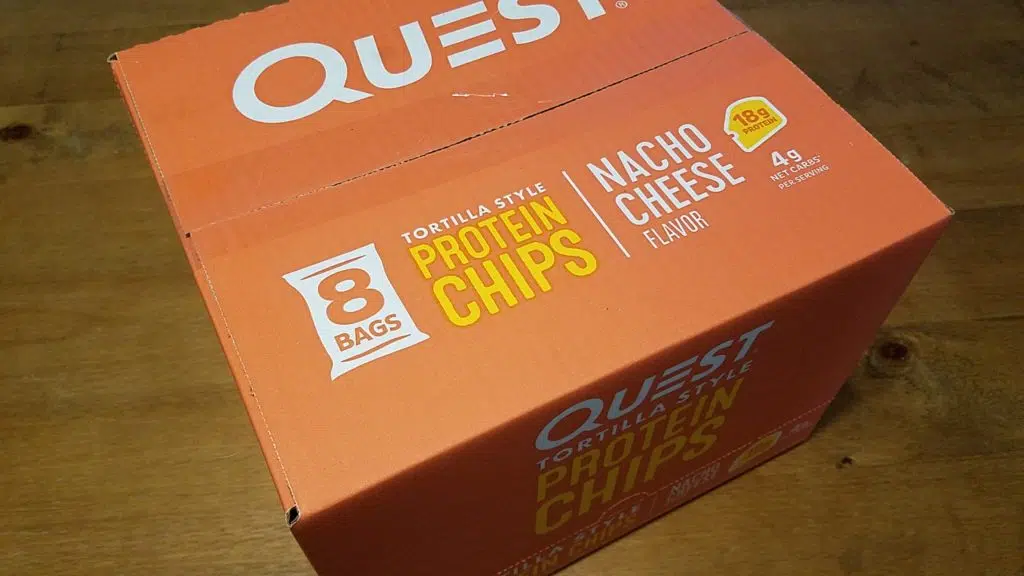 QUEST®
8
BAGS
TORTILLA STYLE
PROTEIN
CHIPS
NACHO
CHEESE
FLAVOR
18g
PROTEIN
4g
NET CARBS*
PER SERVING
QUEST
TORTILLA STYLE
PROTEIN
CHIPS
NACHO